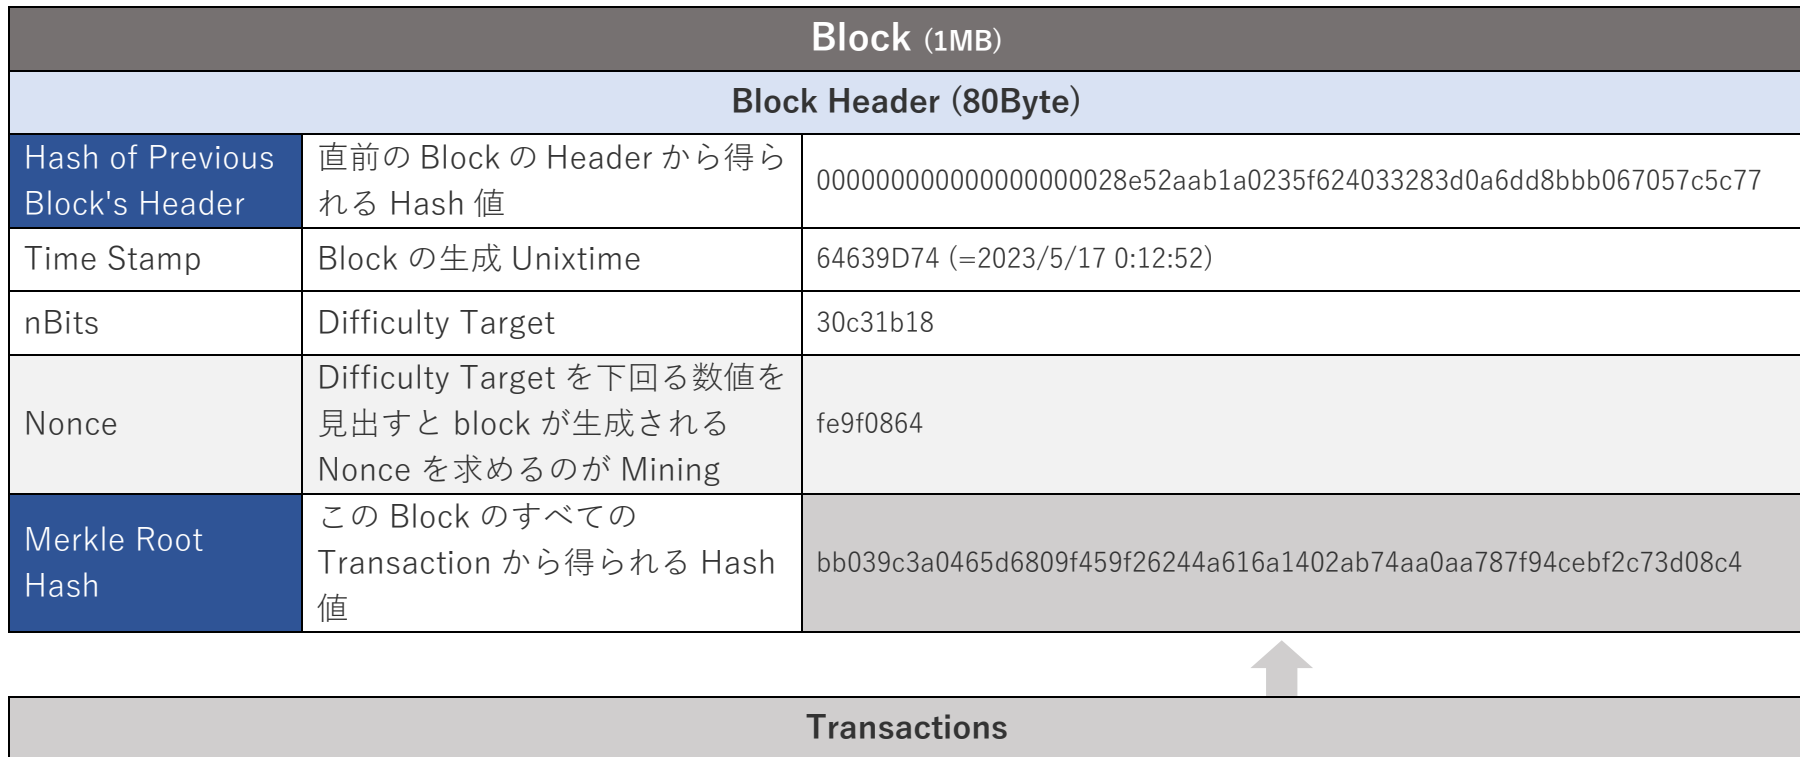 Block (1MB)
Block Header (80Byte)
Hash of Previous
Block's Header
直前の Block の Header から得ら
れる Hash 値
000000000000000000028e52aab1a0235f624033283d0a6dd8bbb067057c5c77
Time Stamp
Block の生成 Unixtime
64639D74 (=2023/5/17 0:12:52)
nBits
Difficulty Target
30c31b18
Nonce
Difficulty Target を下回る数値を
見出すと block が生成される
Nonce を求めるのが Mining
fe9f0864
Merkle Root
Hash
この Block のすべての
Transaction から得られる Hash
値
bb039c3a0465d6809f459f26244a616a1402ab74aa0aa787f94cebf2c73d08c4
Transactions